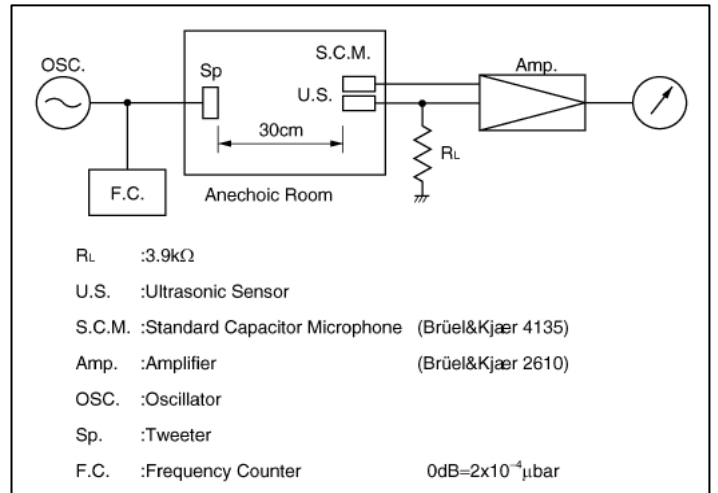 OSC.
Sp
S.C.M.
U.S.
Amp.
30cm
RL
F.C.
Anechoic Room
RL :3.9kΩ
U.S. :Ultrasonic Sensor
S.C.M. :Standard Capacitor Microphone (Brüel&Kjær 4135)
Amp. :Amplifier (Brüel&Kjær 2610)
OSC. :Oscillator
Sp. :Tweeter
F.C. :Frequency Counter 0dB=2x10⁻⁴μbar